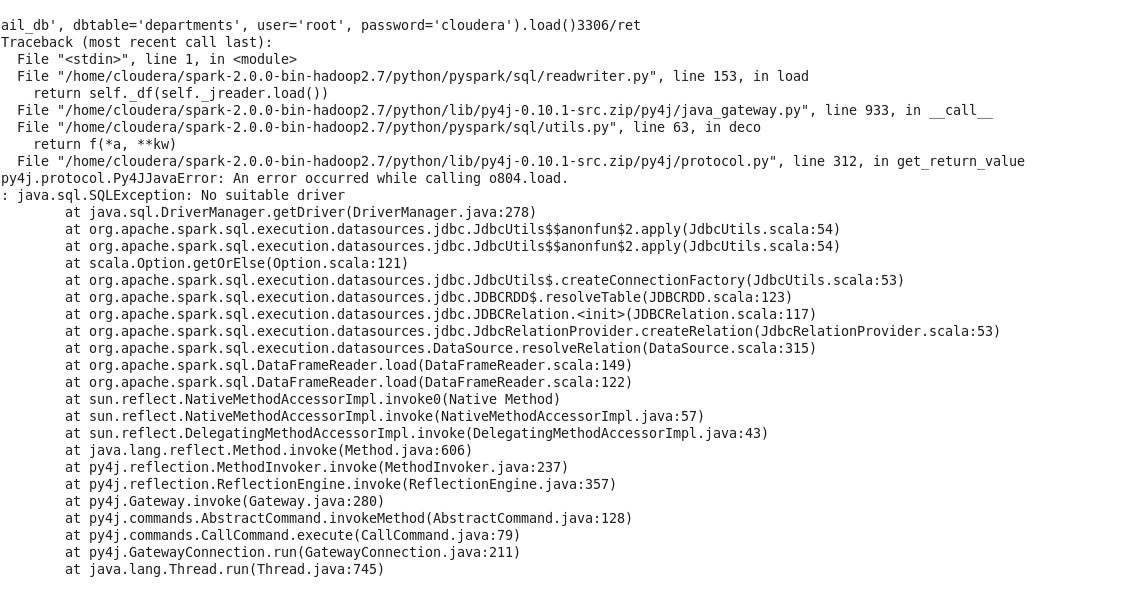 ail_db', dbtable='departments', user='root', password='cloudera').load()3306/ret
Traceback (most recent call last):
  File "<stdin>", line 1, in <module>
  File "/home/cloudera/spark-2.0.0-bin-hadoop2.7/python/pyspark/sql/readwriter.py", line 153, in load
    return self._df(self._jreader.load())
  File "/home/cloudera/spark-2.0.0-bin-hadoop2.7/python/lib/py4j-0.10.1-src.zip/py4j/java_gateway.py", line 933, in __call__
  File "/home/cloudera/spark-2.0.0-bin-hadoop2.7/python/pyspark/sql/utils.py", line 63, in deco
    return f(*a, **kw)
  File "/home/cloudera/spark-2.0.0-bin-hadoop2.7/python/lib/py4j-0.10.1-src.zip/py4j/protocol.py", line 312, in get_return_value
py4j.protocol.Py4JJavaError: An error occurred while calling o804.load.
: java.sql.SQLException: No suitable driver
        at java.sql.DriverManager.getDriver(DriverManager.java:278)
        at org.apache.spark.sql.execution.datasources.jdbc.JdbcUtils$$anonfun$2.apply(JdbcUtils.scala:54)
        at org.apache.spark.sql.execution.datasources.jdbc.JdbcUtils$$anonfun$2.apply(JdbcUtils.scala:54)
        at scala.Option.getOrElse(Option.scala:121)
        at org.apache.spark.sql.execution.datasources.jdbc.JdbcUtils$.createConnectionFactory(JdbcUtils.scala:53)
        at org.apache.spark.sql.execution.datasources.jdbc.JDBCRDD$.resolveTable(JDBCRDD.scala:123)
        at org.apache.spark.sql.execution.datasources.jdbc.JDBCRelation.<init>(JDBCRelation.scala:117)
        at org.apache.spark.sql.execution.datasources.jdbc.JdbcRelationProvider.createRelation(JdbcRelationProvider.scala:53)
        at org.apache.spark.sql.execution.datasources.DataSource.resolveRelation(DataSource.scala:315)
        at org.apache.spark.sql.DataFrameReader.load(DataFrameReader.scala:149)
        at org.apache.spark.sql.DataFrameReader.load(DataFrameReader.scala:122)
        at sun.reflect.NativeMethodAccessorImpl.invoke0(Native Method)
        at sun.reflect.NativeMethodAccessorImpl.invoke(NativeMethodAccessorImpl.java:57)
        at sun.reflect.DelegatingMethodAccessorImpl.invoke(DelegatingMethodAccessorImpl.java:43)
        at java.lang.reflect.Method.invoke(Method.java:606)
        at py4j.reflection.MethodInvoker.invoke(MethodInvoker.java:237)
        at py4j.reflection.ReflectionEngine.invoke(ReflectionEngine.java:357)
        at py4j.Gateway.invoke(Gateway.java:280)
        at py4j.commands.AbstractCommand.invokeMethod(AbstractCommand.java:128)
        at py4j.commands.CallCommand.execute(CallCommand.java:79)
        at py4j.GatewayConnection.run(GatewayConnection.java:211)
        at java.lang.Thread.run(Thread.java:745)